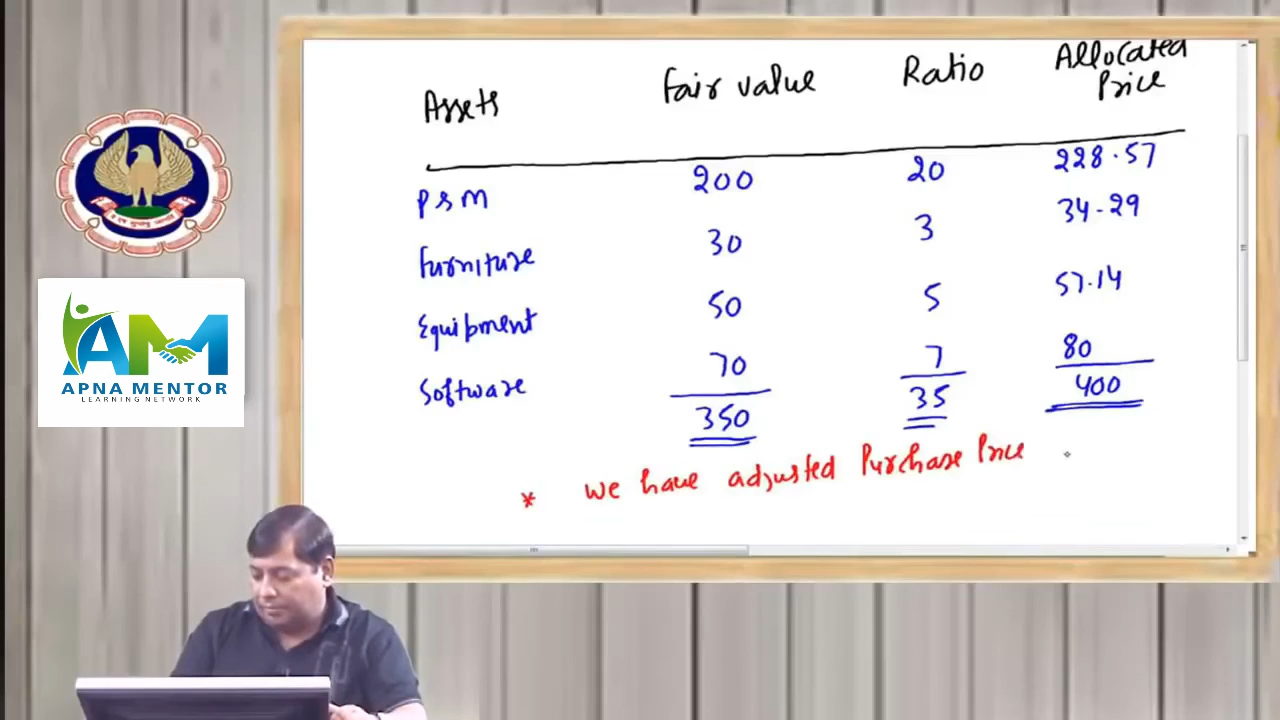 Assets Fair value Ratio Allocated Price
P&M 200 20 228.57
Furniture 30 3 34.29
Equipment 50 5 57.14
Software 70 7 80
350 35 400
* We have adjusted Purchase Price
AM
APNA MENTOR
LEARNING NETWORK